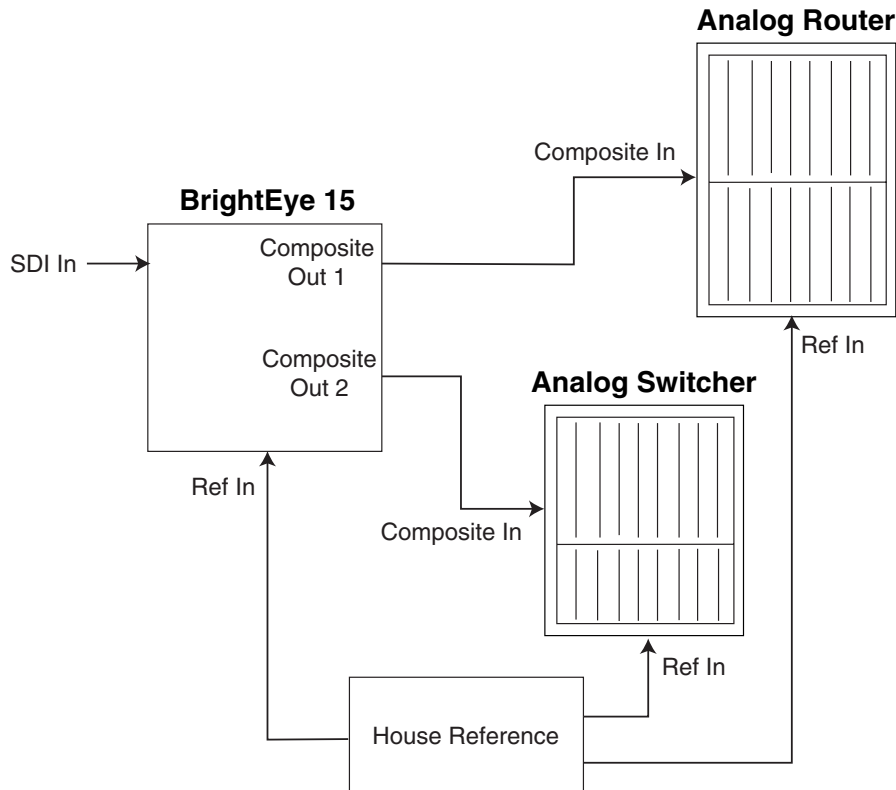 Analog Router
Composite In
BrightEye 15
SDI In
Composite
Out 1
Ref In
Composite
Out 2
Analog Switcher
Ref In
Composite In
Ref In
House Reference